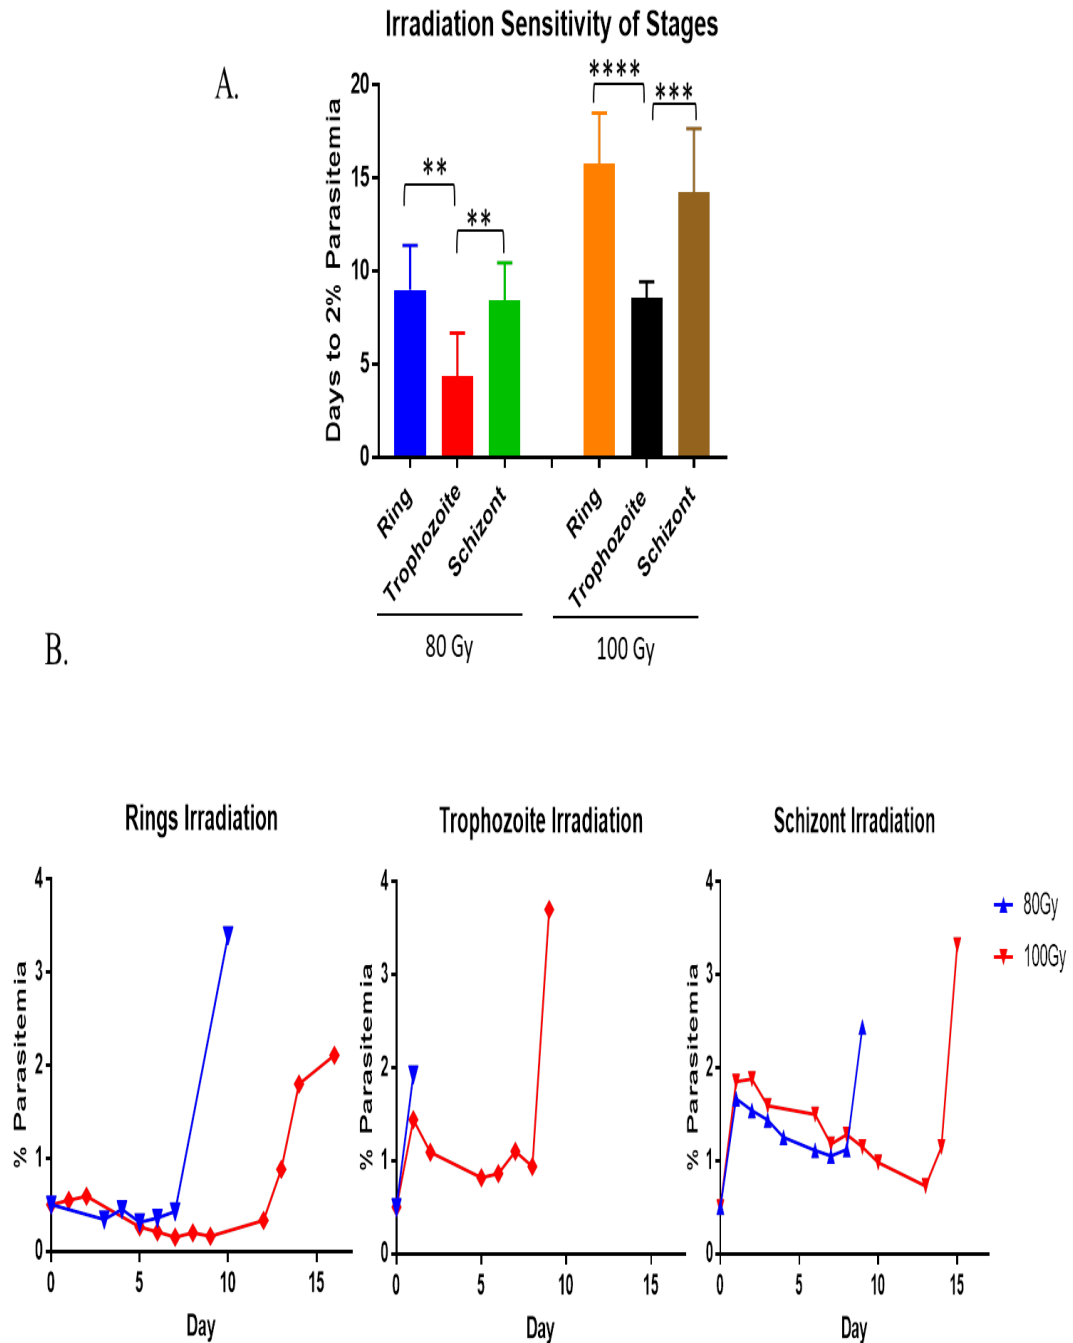 Irradiation Sensitivity of Stages
A.
Days to 2% Parasitemia
20
15
10
5
0
**
**
****
***
Ring
Trophozoite
Schizont
Ring
Trophozoite
Schizont
80 Gy
100 Gy
B.
Rings Irradiation
% Parasitemia
4
3
2
1
0
0 5 10 15
Day
Trophozoite Irradiation
% Parasitemia
4
3
2
1
0
0 5 10 15
Day
Schizont Irradiation
% Parasitemia
4
3
2
1
0
0 5 10 15
Day
80Gy
100Gy